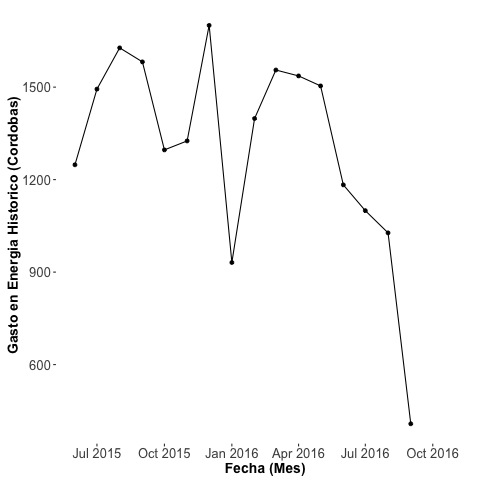 Gasto en Energia Historico (Cordobas)
1500
1200
900
600
Jul 2015 Oct 2015 Jan 2016 Apr 2016 Jul 2016 Oct 2016
Fecha (Mes)